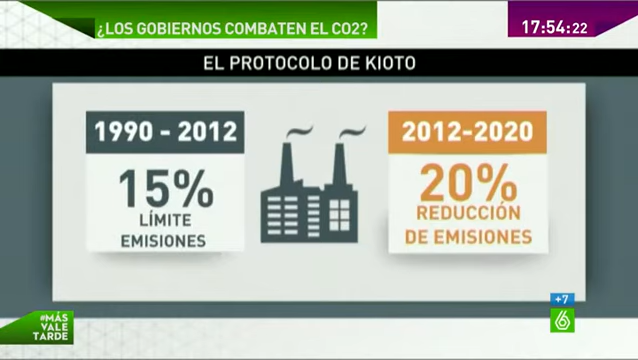 ¿LOS GOBIERNOS COMBATEN EL CO2?
17:54:22
EL PROTOCOLO DE KIOTO
1990 - 2012
15%
LÍMITE
EMISIONES
2012-2020
20%
REDUCCIÓN
DE EMISIONES
+7
6
#MÁS
VALE
TARDE